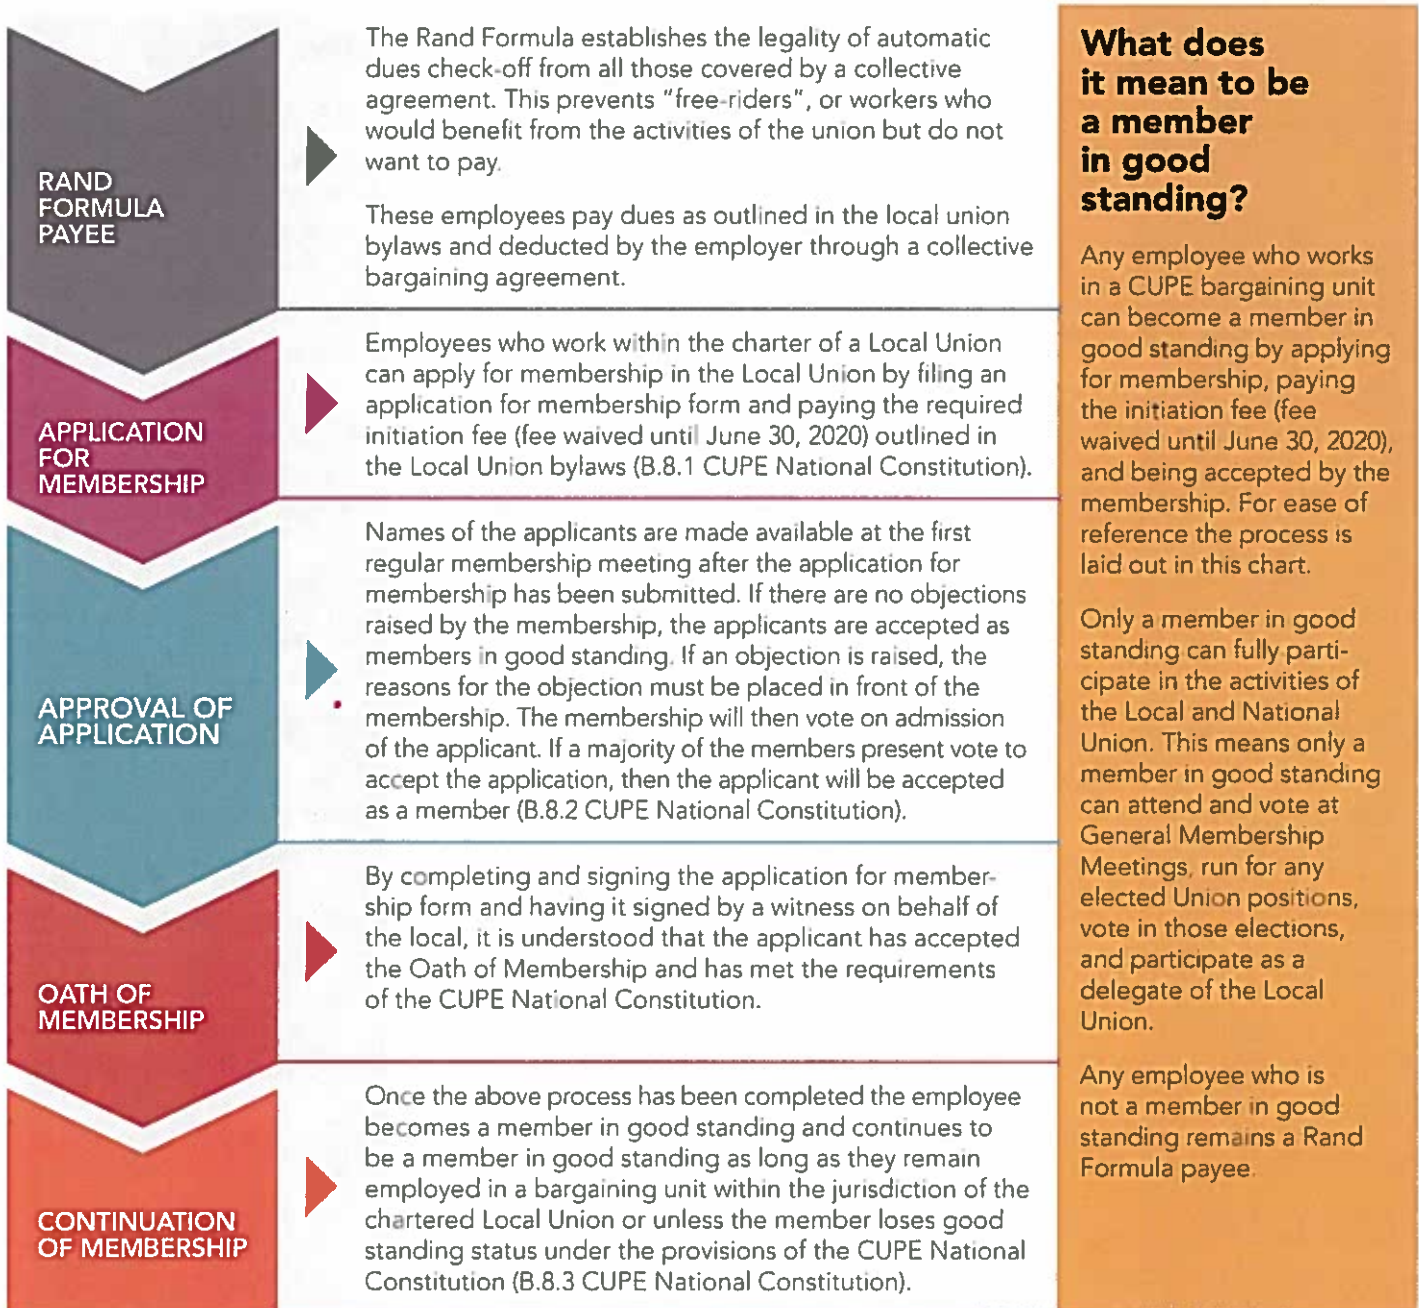 RAND
FORMULA
PAYEE
The Rand Formula establishes the legality of automatic
dues check-off from all those covered by a collective
agreement. This prevents "free-riders", or workers who
would benefit from the activities of the union but do not
want to pay.
These employees pay dues as outlined in the local union
bylaws and deducted by the employer through a collective
bargaining agreement.
APPLICATION
FOR
MEMBERSHIP
Employees who work within the charter of a Local Union
can apply for membership in the Local Union by filing an
application for membership form and paying the required
initiation fee (fee waived until June 30, 2020) outlined in
the Local Union bylaws (B.8.1 CUPE National Constitution).
APPROVAL OF
APPLICATION
Names of the applicants are made available at the first
regular membership meeting after the application for
membership has been submitted. If there are no objections
raised by the membership, the applicants are accepted as
members in good standing. If an objection is raised, the
reasons for the objection must be placed in front of the
membership. The membership will then vote on admission
of the applicant. If a majority of the members present vote to
accept the application, then the applicant will be accepted
as a member (B.8.2 CUPE National Constitution).
OATH OF
MEMBERSHIP
By completing and signing the application for member-
ship form and having it signed by a witness on behalf of
the local, it is understood that the applicant has accepted
the Oath of Membership and has met the requirements
of the CUPE National Constitution.
CONTINUATION
OF MEMBERSHIP
Once the above process has been completed the employee
becomes a member in good standing and continues to
be a member in good standing as long as they remain
employed in a bargaining unit within the jurisdiction of the
chartered Local Union or unless the member loses good
standing status under the provisions of the CUPE National
Constitution (B.8.3 CUPE National Constitution).
What does
it mean to be
a member
in good
standing?
Any employee who works
in a CUPE bargaining unit
can become a member in
good standing by applying
for membership, paying
the initiation fee (fee
waived until June 30, 2020),
and being accepted by the
membership. For ease of
reference the process is
laid out in this chart.
Only a member in good
standing can fully parti-
cipate in the activities of
the Local and National
Union. This means only a
member in good standing
can attend and vote at
General Membership
Meetings, run for any
elected Union positions,
vote in those elections,
and participate as a
delegate of the Local
Union.
Any employee who is
not a member in good
standing remains a Rand
Formula payee.